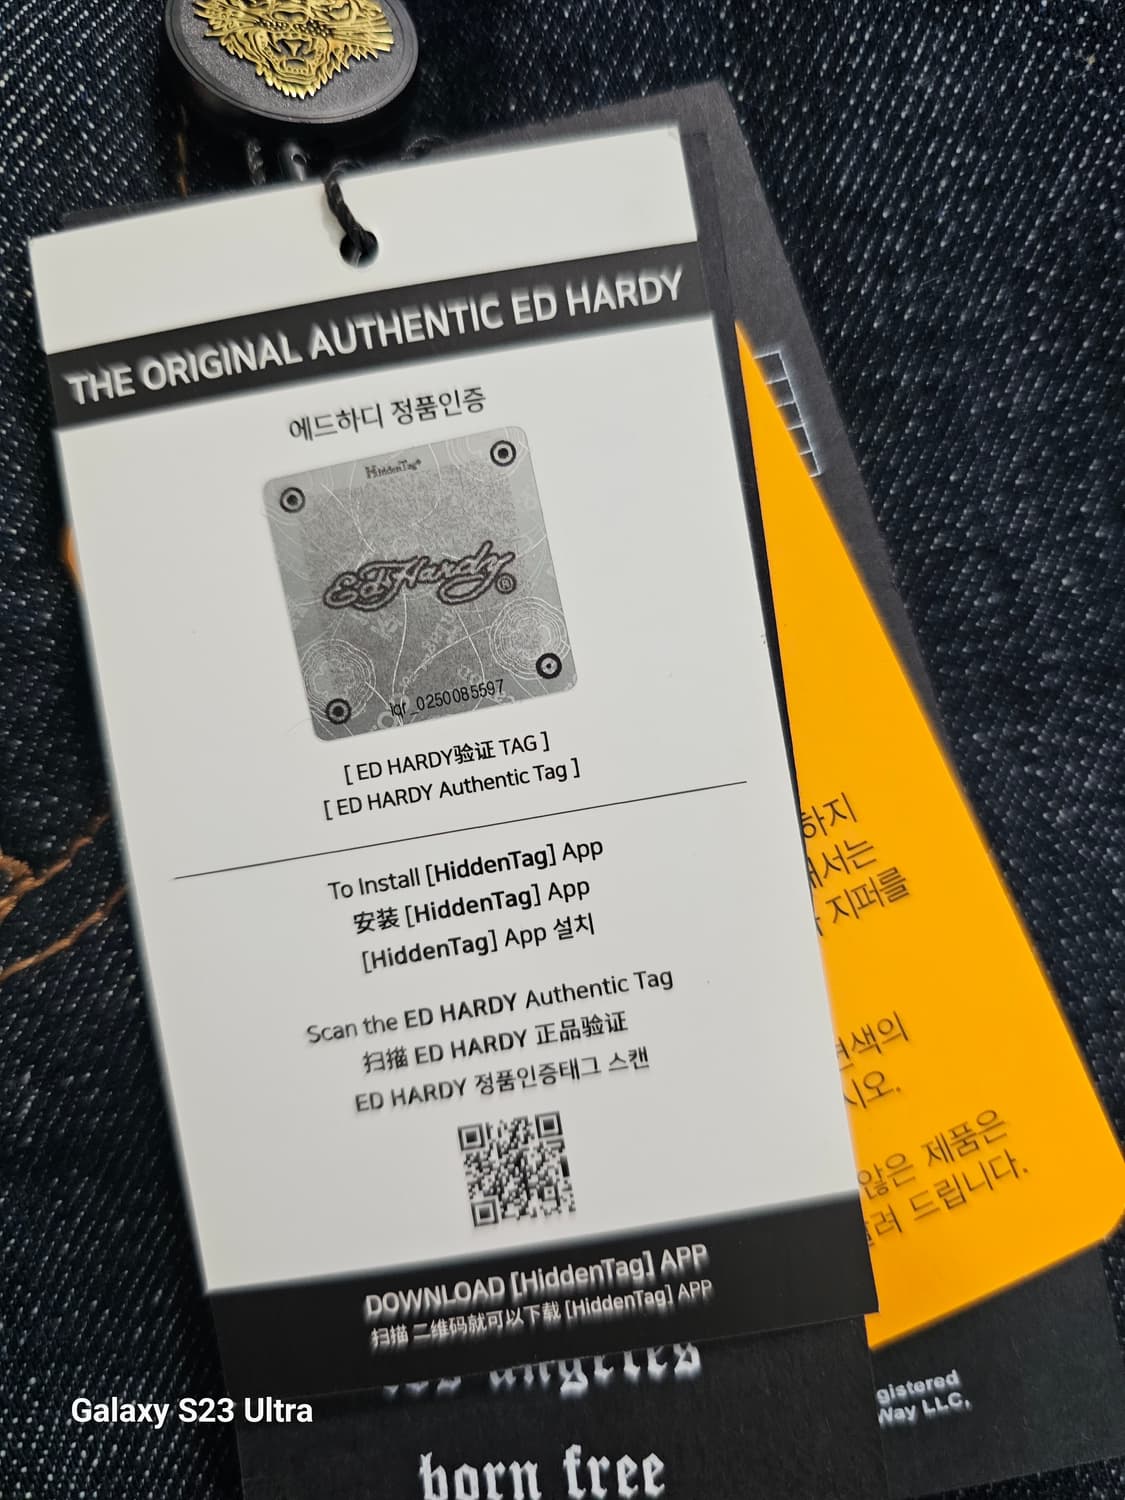 THE ORIGINAL AUTHENTIC ED HARDY
에드하디 정품인증
HiddenTag®
Ed Hardy®
iqr_0250085597
[ ED HARDY验证 TAG ]
[ ED HARDY Authentic Tag ]
To Install [HiddenTag] App
安装 [HiddenTag] App
[HiddenTag] App 설치
Scan the ED HARDY Authentic Tag
扫描 ED HARDY 正品验证
ED HARDY 정품인증태그 스캔
DOWNLOAD [HiddenTag] APP
扫描 二维码就可以下载 [HiddenTag] APP
los angeles
born free
하지
서는
지퍼를
색의
시오.
않은 제품은
드립니다.
gistered
Way LLC.
Galaxy S23 Ultra